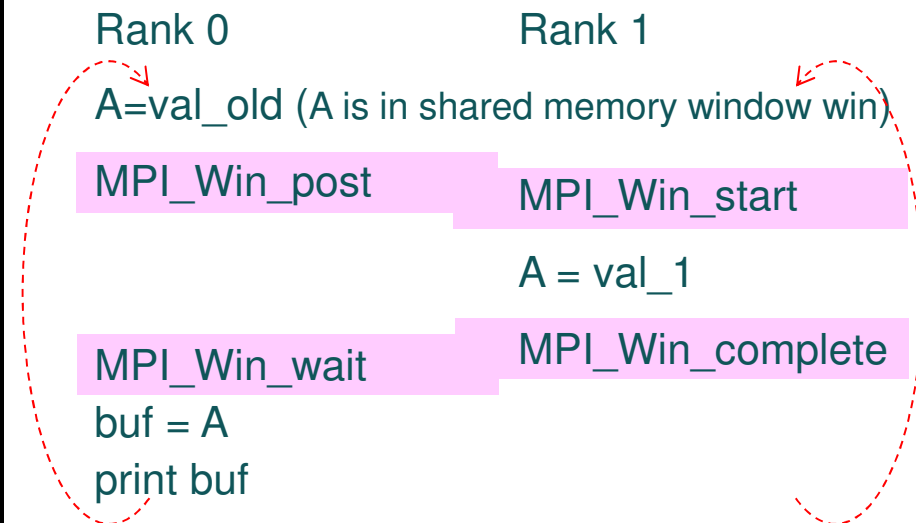 Rank 0 Rank 1
A=val_old (A is in shared memory window win)
MPI_Win_post MPI_Win_start
A = val_1
MPI_Win_wait MPI_Win_complete
buf = A
print buf